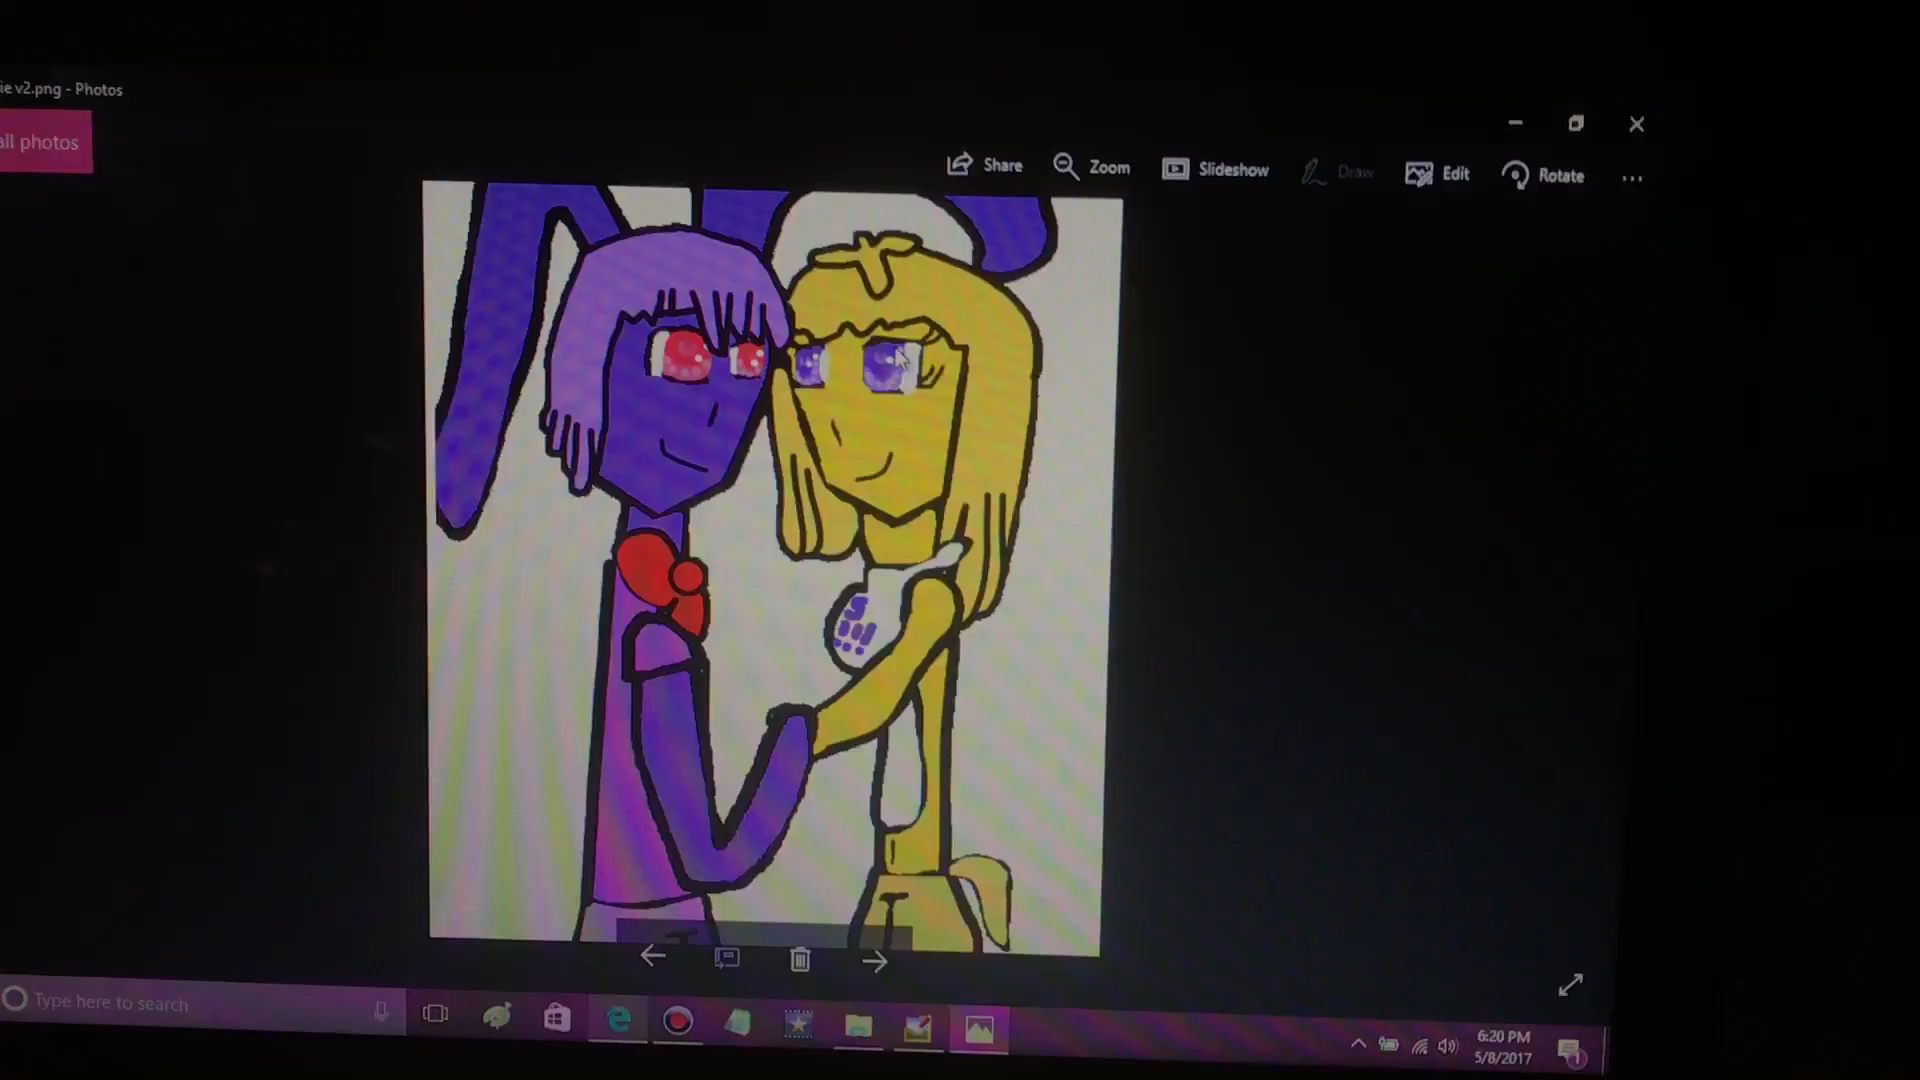 ie v2.png - Photos
all photos
Share
Zoom
Slideshow
Draw
Edit
Rotate
Type here to search
6:20 PM
5/8/2017